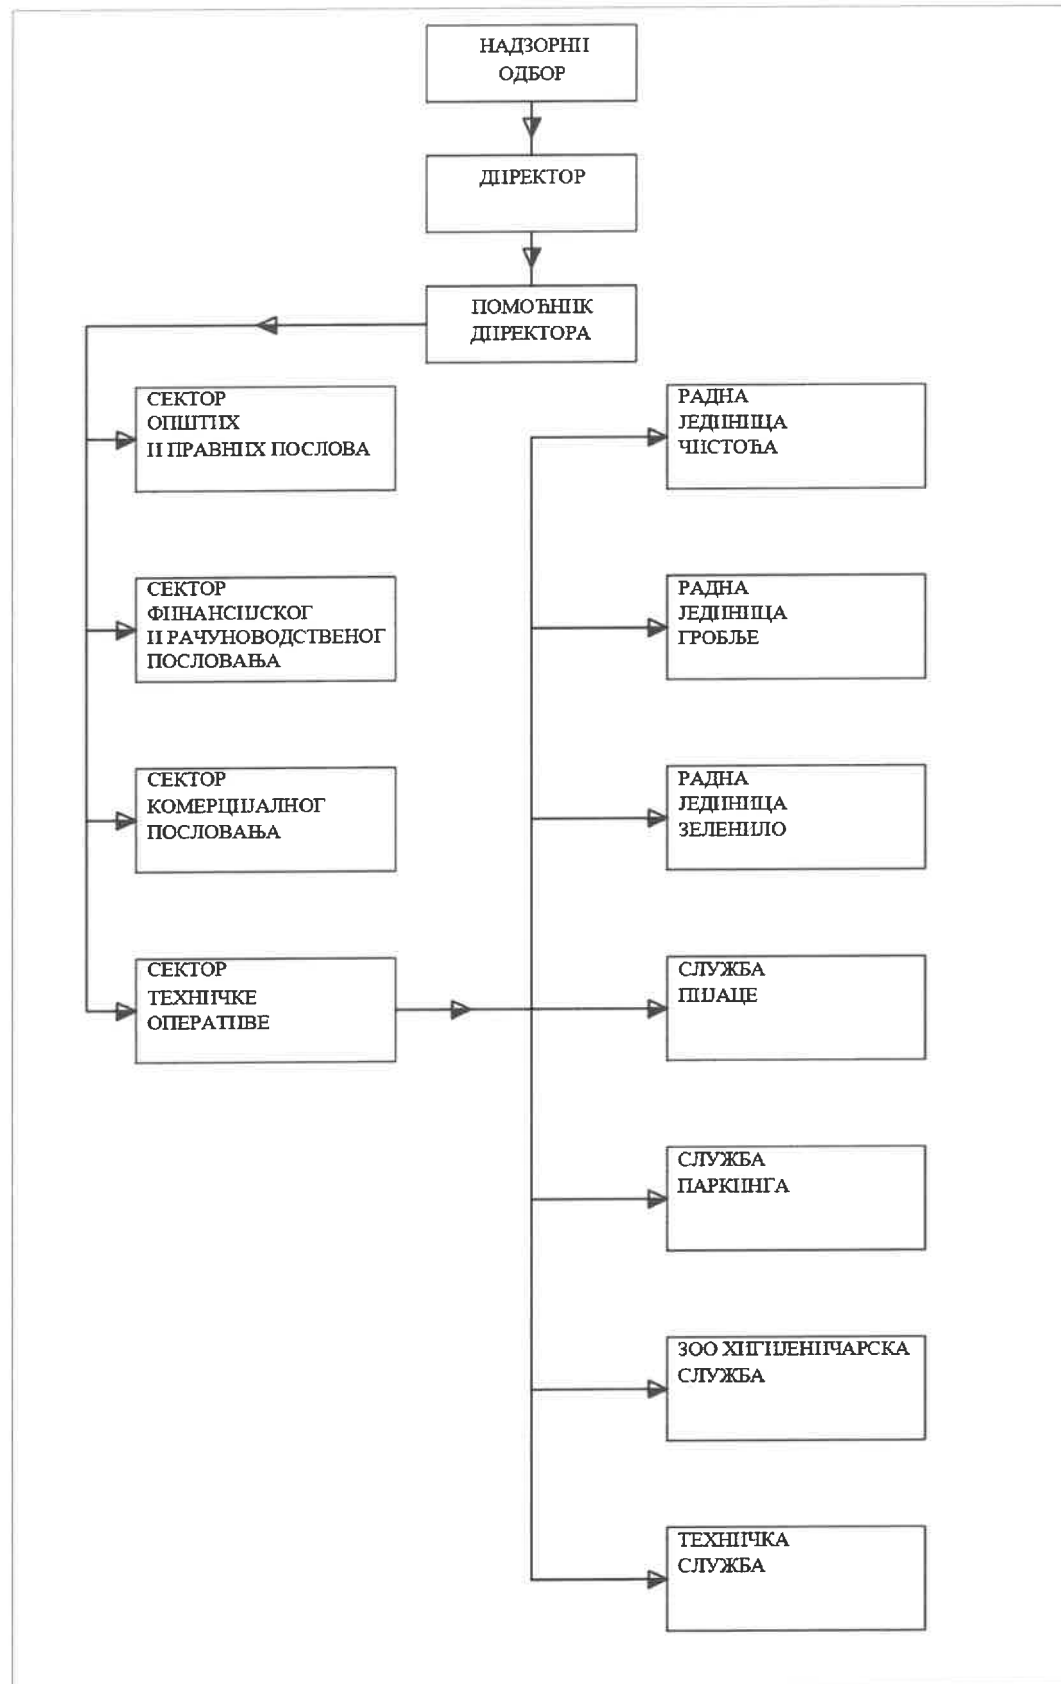 НАДЗОРНИ
ОДБОР
ДИРЕКТОР
ПОМОЋНИК
ДИРЕКТОРА
СЕКТОР
ОПШТИХ
И ПРАВНИХ ПОСЛОВА
СЕКТОР
ФИНАНСИЈСКОГ
И РАЧУНОВОДСТВЕНОГ
ПОСЛОВАЊА
СЕКТОР
КОМЕРЦИЈАЛНОГ
ПОСЛОВАЊА
СЕКТОР
ТЕХНИЧКЕ
ОПЕРАТИВЕ
РАДНА
ЈЕДИНИЦА
ЧИСТОЋА
РАДНА
ЈЕДИНИЦА
ГРОБЉЕ
РАДНА
ЈЕДИНИЦА
ЗЕЛЕНИЛО
СЛУЖБА
ПИЈАЦЕ
СЛУЖБА
ПАРКИНГА
ЗОО ХИГИЈЕНИЧАРСКА
СЛУЖБА
ТЕХНИЧКА
СЛУЖБА